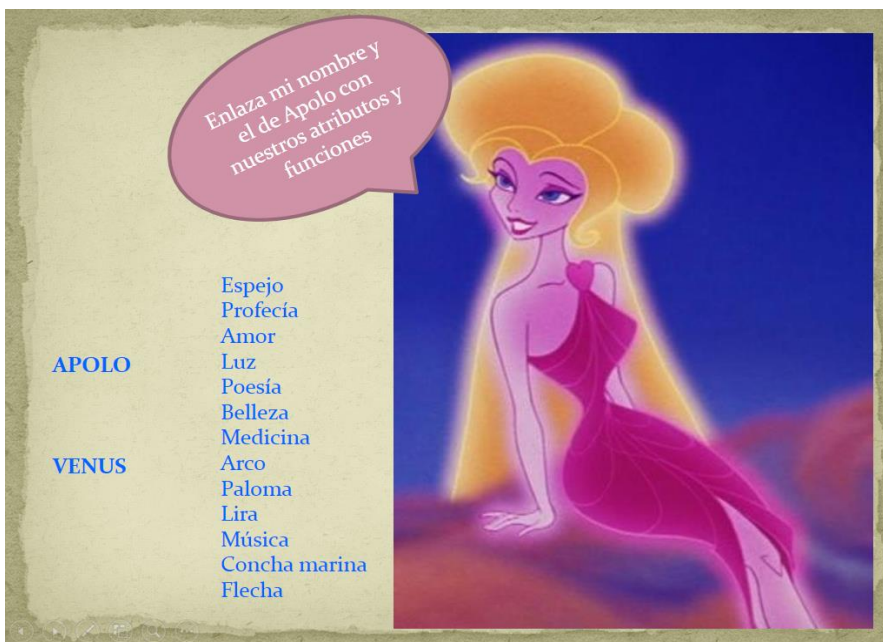 Enlaza mi nombre y
el de Apolo con
nuestros atributos y
funciones
APOLO
VENUS
Espejo
Profecía
Amor
Luz
Poesía
Belleza
Medicina
Arco
Paloma
Lira
Música
Concha marina
Flecha